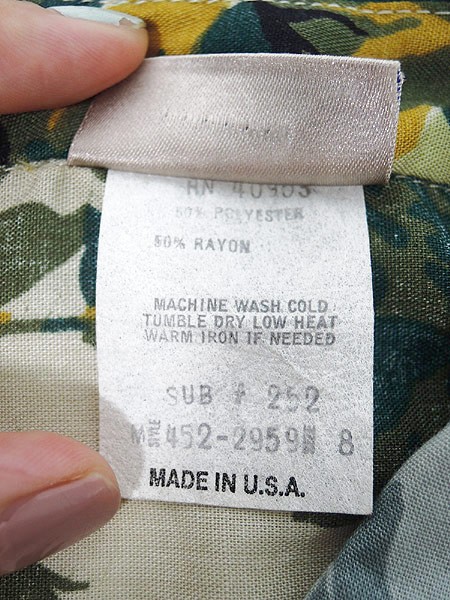 RN 40903
50% POLYESTER
50% RAYON
MACHINE WASH COLD
TUMBLE DRY LOW HEAT
WARM IRON IF NEEDED
SUB # 252
M STYLE 452-2959 8
MADE IN U.S.A.